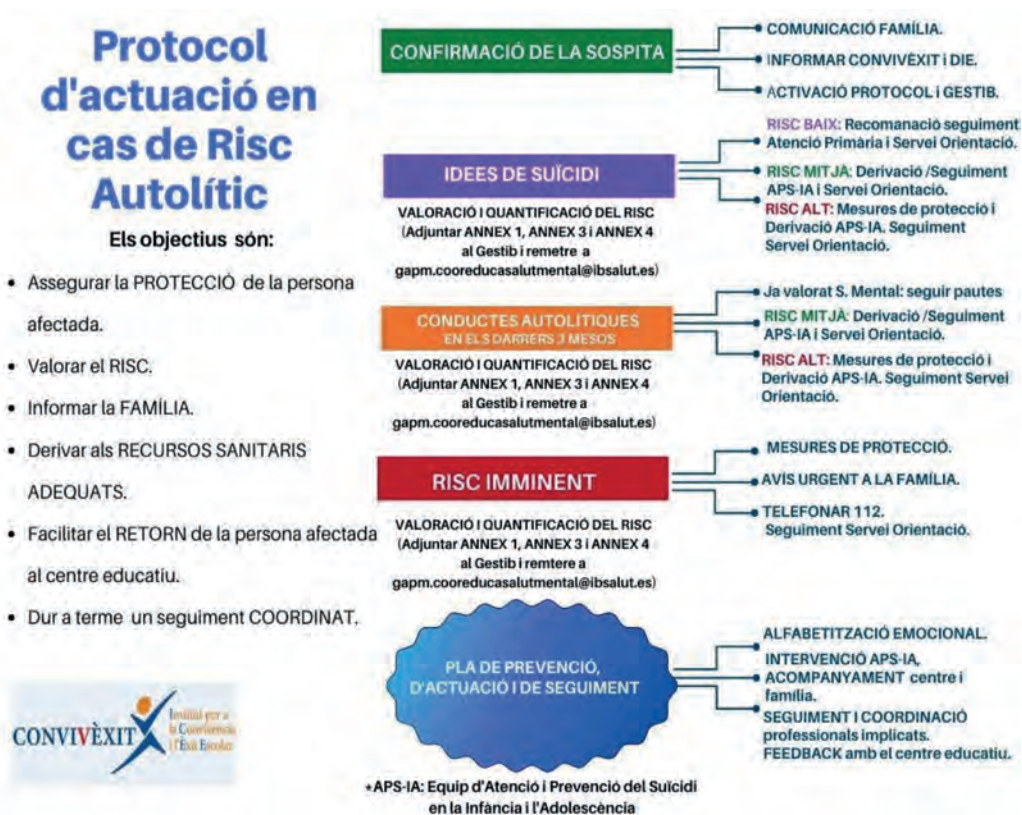 Protocol
d'actuació en
cas de Risc
Autolític
Els objectius són:
• Assegurar la PROTECCIÓ de la persona
afectada.
• Valorar el RISC.
• Informar la FAMÍLIA.
• Derivar als RECURSOS SANITARIS
ADEQUATS.
• Facilitar el RETORN de la persona afectada
al centre educatiu.
• Dur a terme un seguiment COORDINAT.
CONVIVÈXIT
Institut per a
la Convivència
i l'Èxit Escolar
CONFIRMACIÓ DE LA SOSPITA
COMUNICACIÓ FAMÍLIA.
INFORMAR CONVIVÈXIT i DIE.
ACTIVACIÓ PROTOCOL i GESTIB.
IDEES DE SUÏCIDI
VALORACIÓ I QUANTIFICACIÓ DEL RISC
(Adjuntar ANNEX 1, ANNEX 3 i ANNEX 4
al Gestib i remetre a
gapm.cooreducasalutmental@ibsalut.es)
RISC BAIX: Recomanació seguiment
Atenció Primària i Servei Orientació.
RISC MITJÀ: Derivació /Seguiment
APS-IA i Servei Orientació.
RISC ALT: Mesures de protecció i
Derivació APS-IA. Seguiment
Servei Orientació.
CONDUCTES AUTOLÍTIQUES
EN ELS DARRERS 3 MESOS
VALORACIÓ I QUANTIFICACIÓ DEL RISC
(Adjuntar ANNEX 1, ANNEX 3 i ANNEX 4
al Gestib i remetre a
gapm.cooreducasalutmental@ibsalut.es)
Ja valorat S. Mental: seguir pautes
RISC MITJÀ: Derivació /Seguiment
APS-IA i Servei Orientació.
RISC ALT: Mesures de protecció i
Derivació APS-IA. Seguiment Servei
Orientació.
RISC IMMINENT
VALORACIÓ I QUANTIFICACIÓ DEL RISC
(Adjuntar ANNEX 1, ANNEX 3 i ANNEX 4
al Gestib i remtere a
gapm.cooreducasalutmental@ibsalut.es)
MESURES DE PROTECCIÓ.
AVÍS URGENT A LA FAMÍLIA.
TELEFONAR 112.
Seguiment Servei Orientació.
PLA DE PREVENCIÓ,
D'ACTUACIÓ I DE SEGUIMENT
ALFABETITZACIÓ EMOCIONAL.
INTERVENCIÓ APS-IA,
ACOMPANYAMENT centre i
família.
SEGUIMENT I COORDINACIÓ
professionals implicats.
FEEDBACK amb el centre educatiu.
*APS-IA: Equip d'Atenció i Prevenció del Suïcidi
en la Infància i l'Adolescència